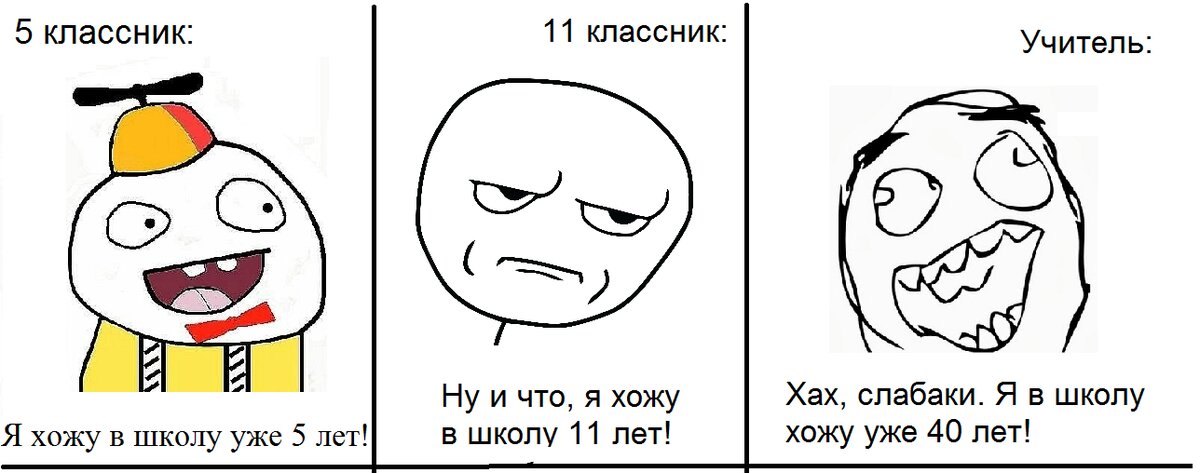 5 классник:
Я хожу в школу уже 5 лет!
11 классник:
Ну и что, я хожу
в школу 11 лет!
Учитель:
Хах, слабаки. Я в школу
хожу уже 40 лет!